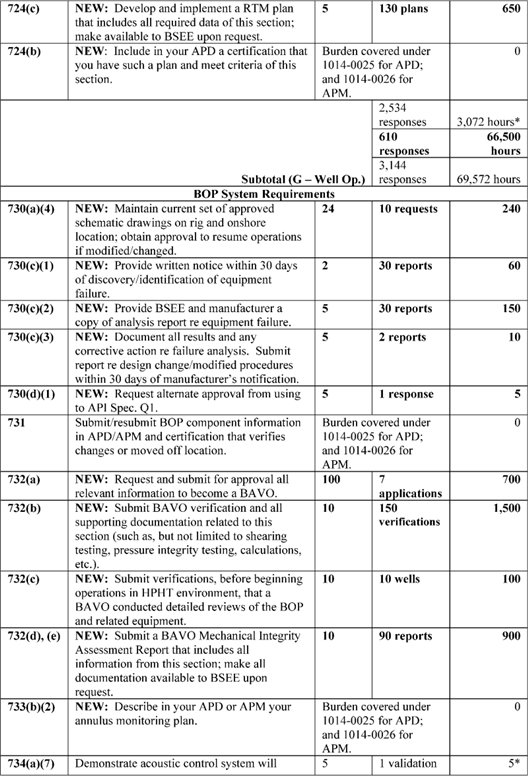 724(c) NEW: Develop and implement a RTM plan 5 130 plans 650
that includes all required data of this section;
make available to BSEE upon request.
724(b) NEW: Include in your APD a certification that Burden covered under 0
you have such a plan and meet criteria of this 1014-0025 for APD;
section. and 1014-0026 for
APM.
2,534
responses 3,072 hours*
610 66,500
responses hours
3,144
Subtotal (G – Well Op.) responses 69,572 hours
BOP System Requirements
730(a)(4) NEW: Maintain current set of approved 24 10 requests 240
schematic drawings on rig and onshore
location; obtain approval to resume operations
if modified/changed.
730(c)(1) NEW: Provide written notice within 30 days 2 30 reports 60
of discovery/identification of equipment
failure.
730(c)(2) NEW: Provide BSEE and manufacturer a 5 30 reports 150
copy of analysis report re equipment failure.
730(c)(3) NEW: Document all results and any 5 2 reports 10
corrective action re failure analysis. Submit
report re design change/modified procedures
within 30 days of manufacturer's notification.
730(d)(1) NEW: Request alternate approval from using 5 1 response 5
to API Spec. Q1.
731 Submit/resubmit BOP component information Burden covered under 0
in APD/APM and certification that verifies 1014-0025 for APD;
changes or moved off location. and 1014-0026 for
APM.
732(a) NEW: Request and submit for approval all 100 7 700
relevant information to become a BAVO. applications
732(b) NEW: Submit BAVO verification and all 10 150 1,500
supporting documentation related to this verifications
section (such as, but not limited to shearing
testing, pressure integrity testing, calculations,
etc.).
732(c) NEW: Submit verifications, before beginning 10 10 wells 100
operations in HPHT environment, that a
BAVO conducted detailed reviews of the BOP
and related equipment.
732(d), (e) NEW: Submit a BAVO Mechanical Integrity 10 90 reports 900
Assessment Report that includes all
information from this section; make all
documentation available to BSEE upon
request.
733(b)(2) NEW: Describe in your APD or APM your Burden covered under 0
annulus monitoring plan. 1014-0025 for APD;
and 1014-0026 for
APM.
734(a)(7) Demonstrate acoustic control system will 5 1 validation 5*